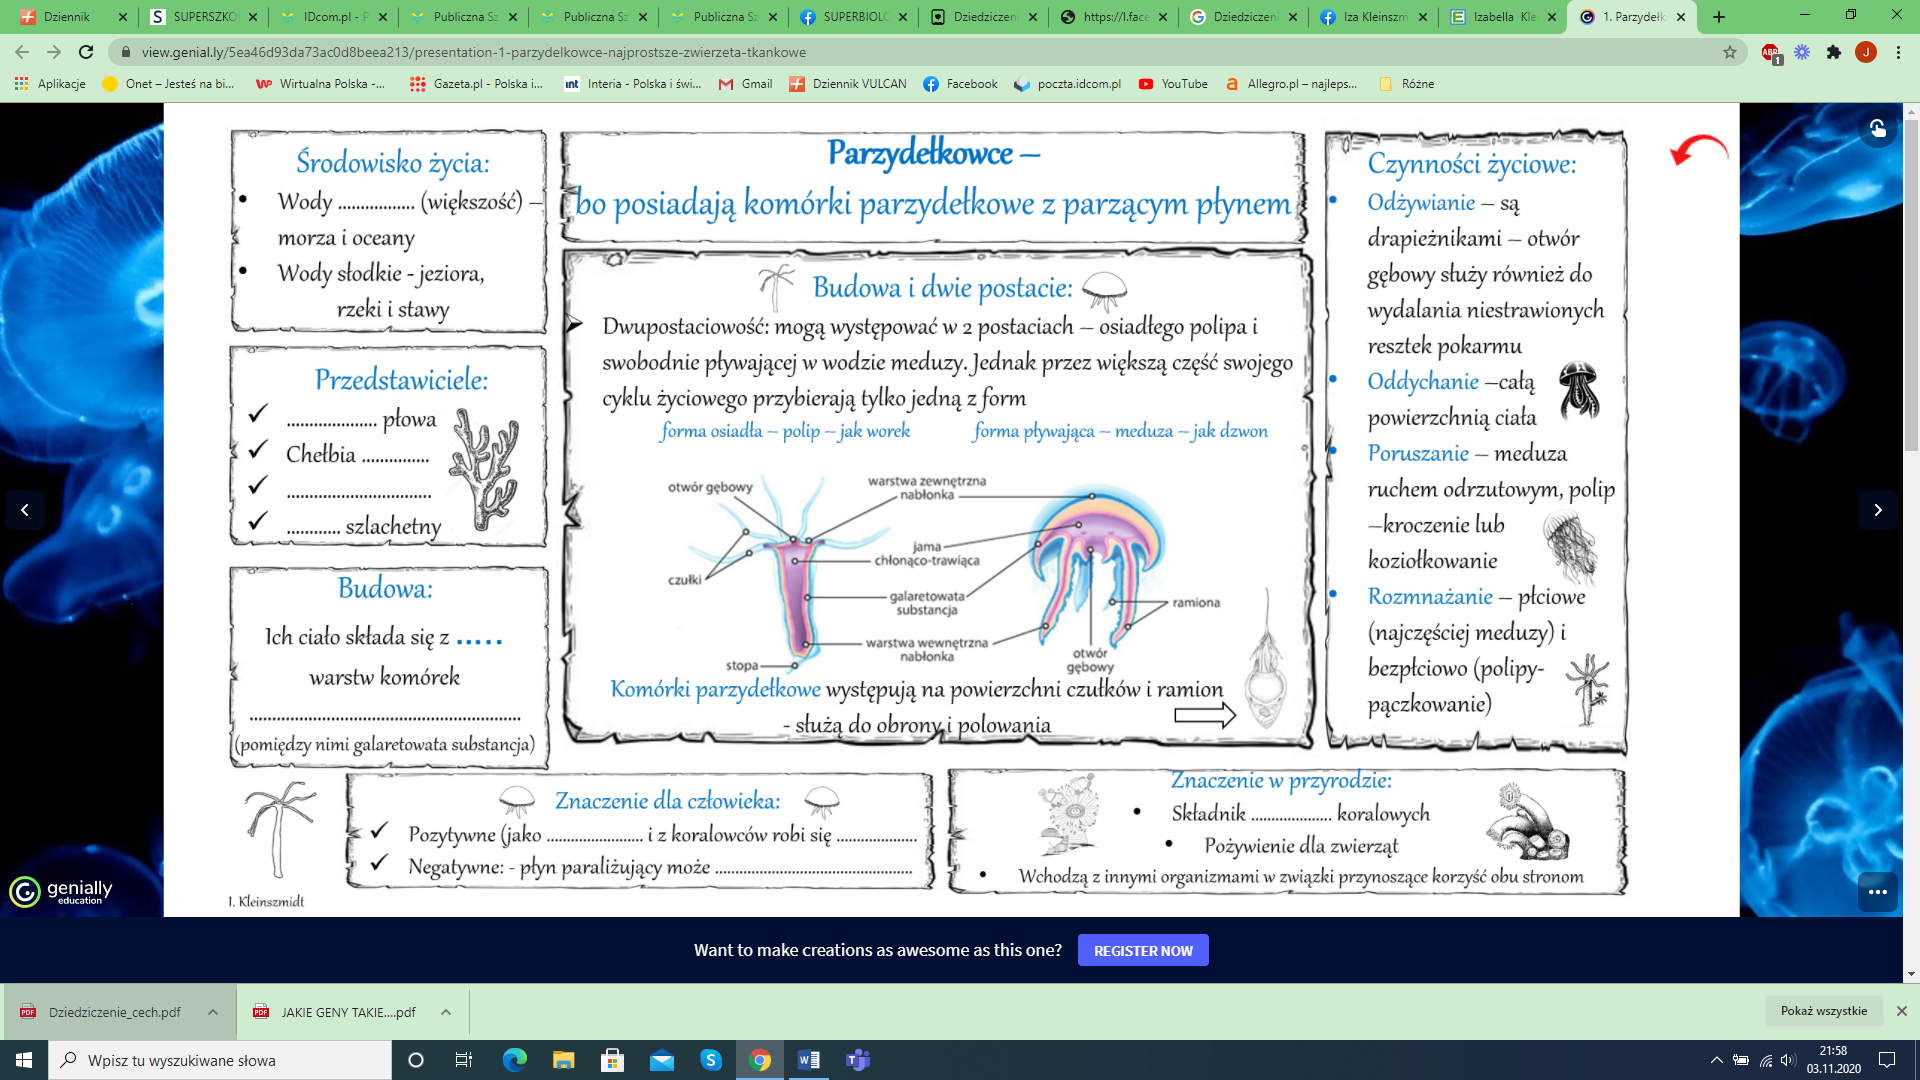 Dziennik
SUPERSZKO
IDcom.pl - P
Publiczna Sz
Publiczna Sz
Publiczna Sz
SUPERBIOLO
Dziedziczeni
https://l.face
Dziedziczeni
Iza Kleinszm
Izabella Kle
1. Parzydełk
view.genial.ly/5ea46d93da73ac0d8beea213/presentation-1-parzydelkowce-najprostsze-zwierzeta-tkankowe
ABP
1
J
Aplikacje
Onet – Jesteś na bi...
Wirtualna Polska -...
Gazeta.pl - Polska i...
int
Interia - Polska i świ...
Gmail
Dziennik VULCAN
Facebook
poczta.idcom.pl
YouTube
Allegro.pl – najleps...
Różne
Środowisko życia:
• Wody ................ (większość) –
morza i oceany
• Wody słodkie - jeziora,
rzeki i stawy
Przedstawiciele:
................... płowa
Chełbia ..............
..............................
............ szlachetny
Budowa:
Ich ciało składa się z .....
warstw komórek
........................................................
(pomiędzy nimi galaretowata substancja)
Parzydełkowce –
bo posiadają komórki parzydełkowe z parzącym płynem
Budowa i dwie postacie:
Dwupostaciowość: mogą występować w 2 postaciach – osiadłego polipa i
swobodnie pływającej w wodzie meduzy. Jednak przez większą część swojego
cyklu życiowego przybierają tylko jedną z form
forma osiadła – polip – jak worek
forma pływająca – meduza – jak dzwon
otwór gębowy
warstwa zewnętrzna
nabłonka
jama
chłonąco-trawiąca
czułki
galaretowata
substancja
ramiona
warstwa wewnętrzna
nabłonka
stopa
otwór
gębowy
Komórki parzydełkowe występują na powierzchni czułków i ramion
- służą do obrony i polowania
Czynności życiowe:
• Odżywianie – są
drapieżnikami – otwór
gębowy służy również do
wydalania niestrawionych
resztek pokarmu
• Oddychanie –całą
powierzchnią ciała
• Poruszanie – meduza
ruchem odrzutowym, polip
–kroczenie lub
koziołkowanie
• Rozmnażanie – płciowe
(najczęściej meduzy) i
bezpłciowo (polipy-
pączkowanie)
Znaczenie dla człowieka:
Pozytywne (jako ........................ i z koralowców robi się ....................
Negatywne: - płyn paraliżujący może .................................................
Znaczenie w przyrodzie:
• Składnik .................... koralowych
• Pożywienie dla zwierząt
• Wchodzą z innymi organizmami w związki przynoszące korzyść obu stronom
genially
education
I. Kleinszmidt
Want to make creations as awesome as this one?
REGISTER NOW
Dziedziczenie_cech.pdf
JAKIE GENY TAKIE....pdf
Pokaż wszystkie
Wpisz tu wyszukiwane słowa
21:58
03.11.2020